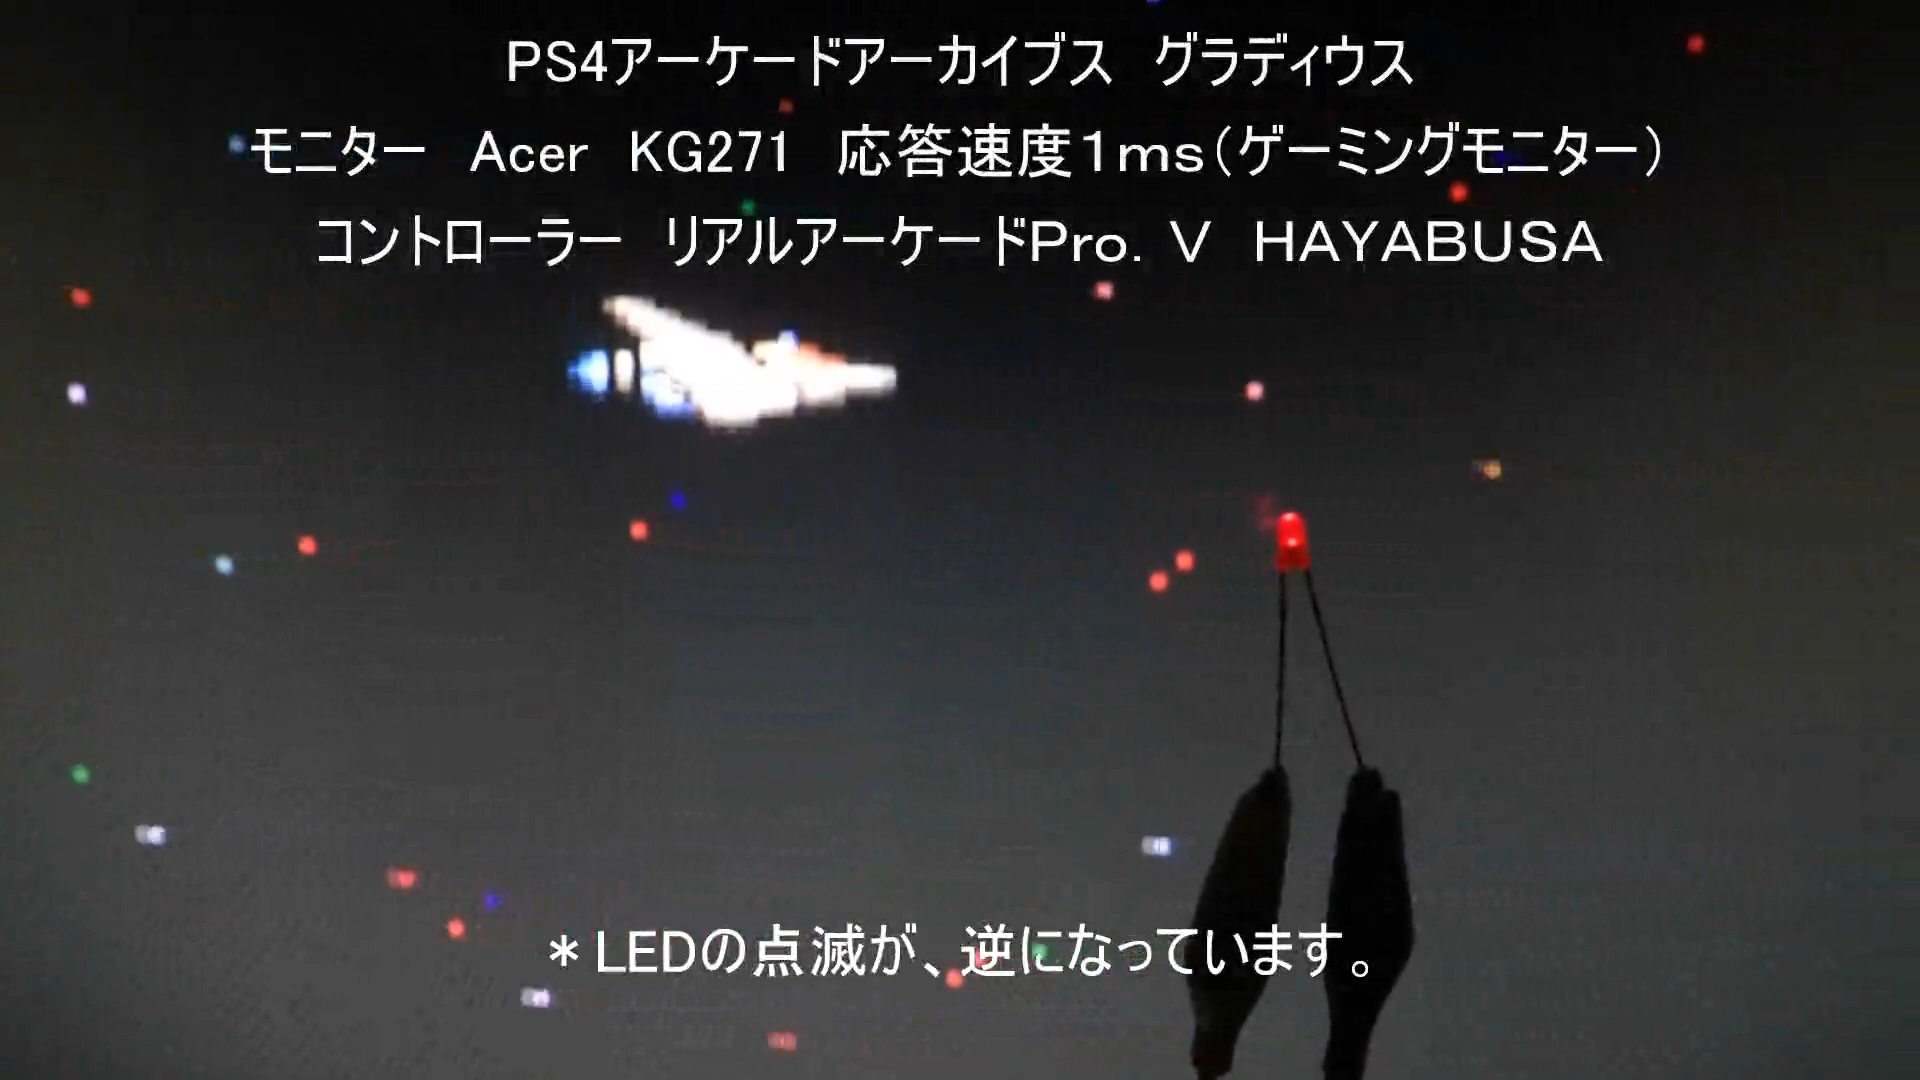 PS4アーケードアーカイブス　グラディウス
モニター　Acer　KG271　応答速度１ms（ゲーミングモニター）
コントローラー　リアルアーケードPro．V　HAYABUSA
＊LEDの点滅が、逆になっています。